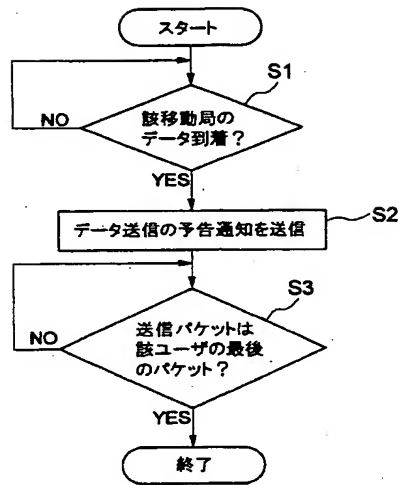 スタート
S1
該移動局の
データ到着?
NO
YES
S2
データ送信の予告通知を送信
S3
送信パケットは
該ユーザの最後
のパケット?
NO
YES
終了